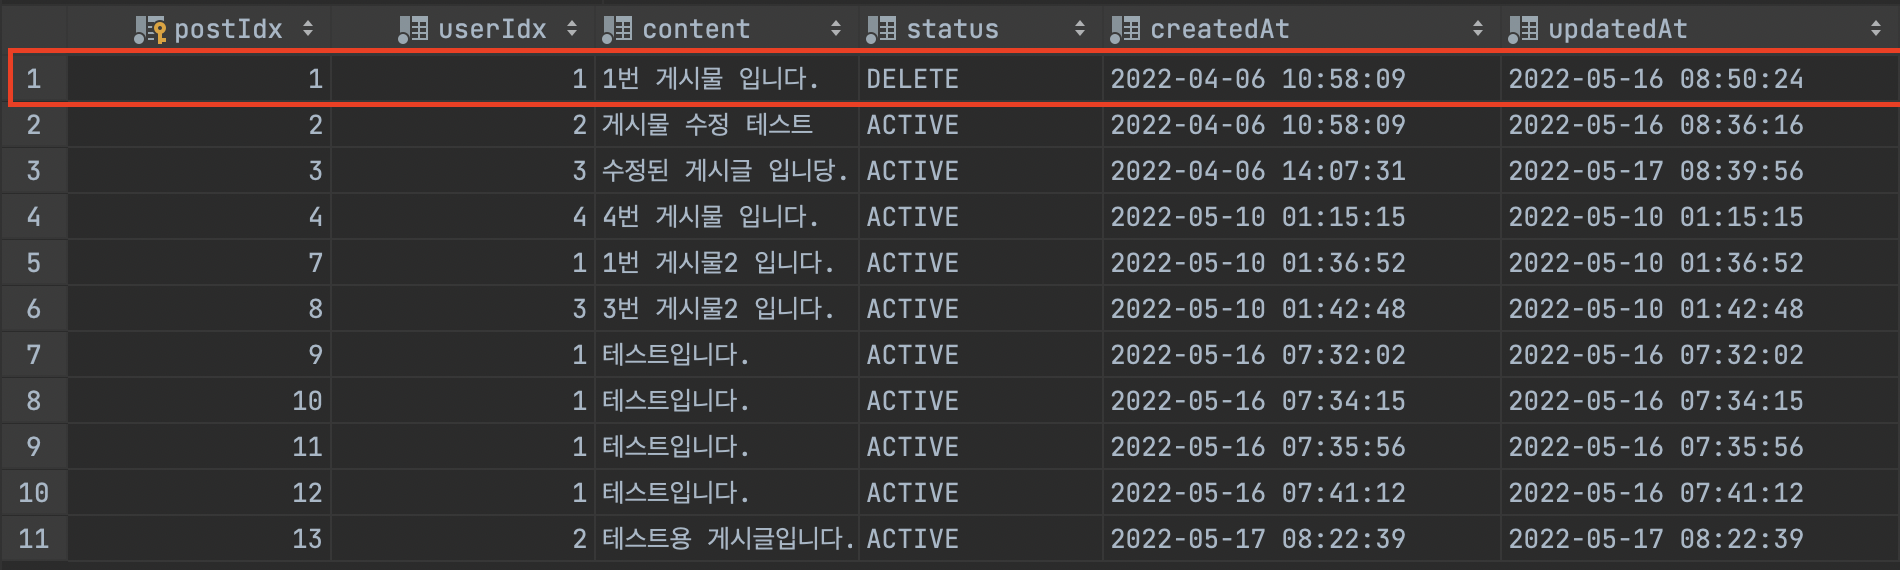 postIdx userIdx content status createdAt updatedAt
1 1 1 1번 게시물 입니다. DELETE 2022-04-06 10:58:09 2022-05-16 08:50:24
2 2 2 게시물 수정 테스트 ACTIVE 2022-04-06 10:58:09 2022-05-16 08:36:16
3 3 3 수정된 게시글 입니당. ACTIVE 2022-04-06 14:07:31 2022-05-17 08:39:56
4 4 4 4번 게시물 입니다. ACTIVE 2022-05-10 01:15:15 2022-05-10 01:15:15
5 7 1 1번 게시물2 입니다. ACTIVE 2022-05-10 01:36:52 2022-05-10 01:36:52
6 8 3 3번 게시물2 입니다. ACTIVE 2022-05-10 01:42:48 2022-05-10 01:42:48
7 9 1 테스트입니다. ACTIVE 2022-05-16 07:32:02 2022-05-16 07:32:02
8 10 1 테스트입니다. ACTIVE 2022-05-16 07:34:15 2022-05-16 07:34:15
9 11 1 테스트입니다. ACTIVE 2022-05-16 07:35:56 2022-05-16 07:35:56
10 12 1 테스트입니다. ACTIVE 2022-05-16 07:41:12 2022-05-16 07:41:12
11 13 2 테스트용 게시글입니다. ACTIVE 2022-05-17 08:22:39 2022-05-17 08:22:39